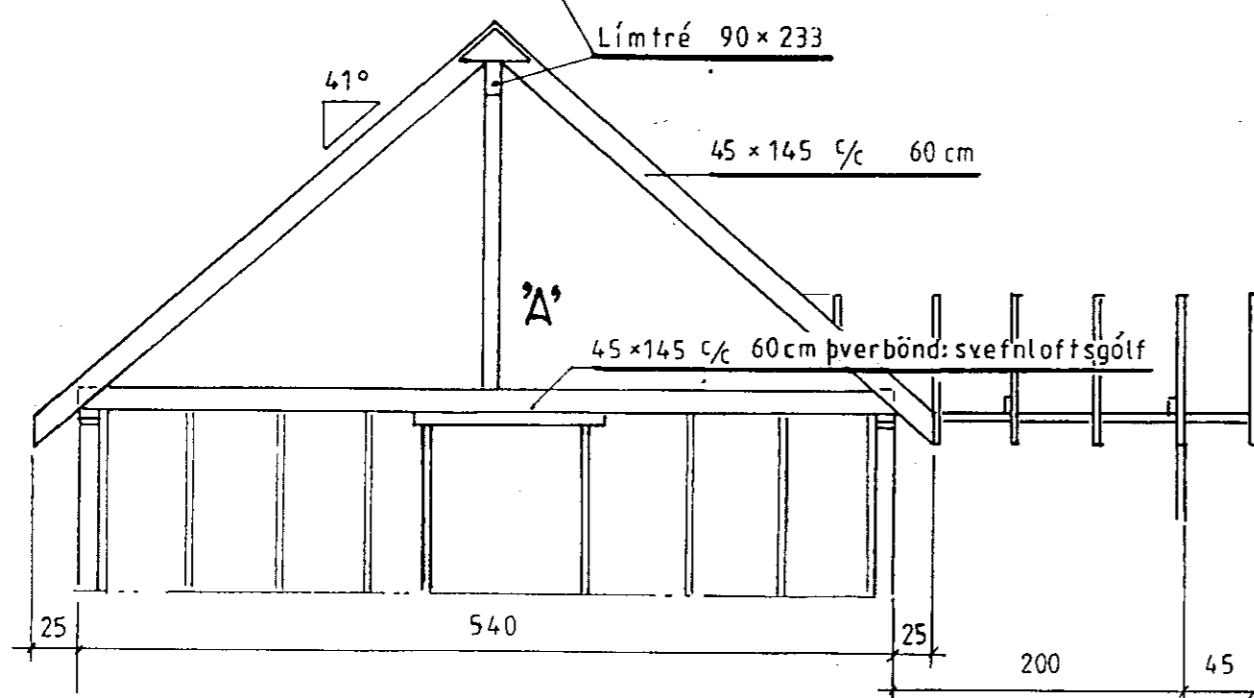 Límtré 90 × 233
41°
45 × 145 c/c 60 cm
"A"
45 × 145 c/c 60 cm þverbönd: svefnloftsgólf
25
540
25
200
45